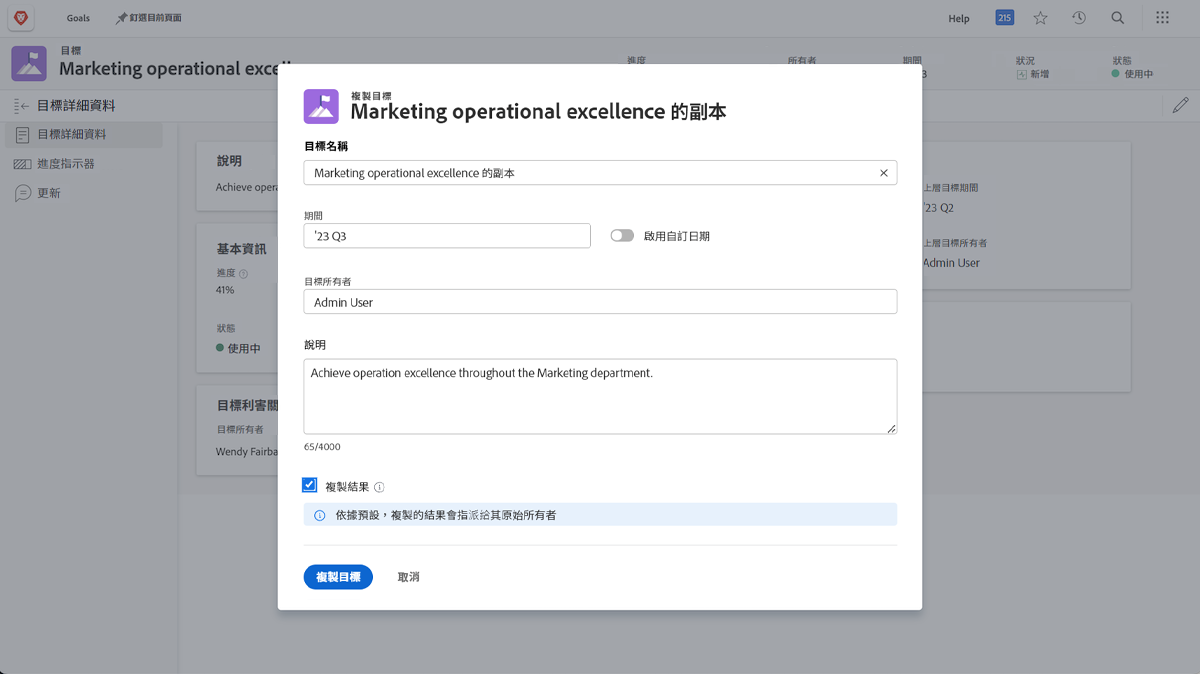 Goals
釘選目前頁面
Help
215
目標
Marketing operational exce
進度
所有者
期間
3
狀況
新增
狀態
使用中
目標詳細資料
目標詳細資料
進度指示器
更新
說明
Achieve opera
基本資訊
進度
41%
狀態
使用中
目標利害關
目標所有者
Wendy Fairba
上層目標期間
'23 Q2
上層目標所有者
Admin User
複製目標
Marketing operational excellence 的副本
目標名稱
Marketing operational excellence 的副本
期間
'23 Q3
啟用自訂日期
目標所有者
Admin User
說明
Achieve operation excellence throughout the Marketing department.
65/4000
複製結果
依據預設，複製的結果會指派給其原始所有者
複製目標
取消